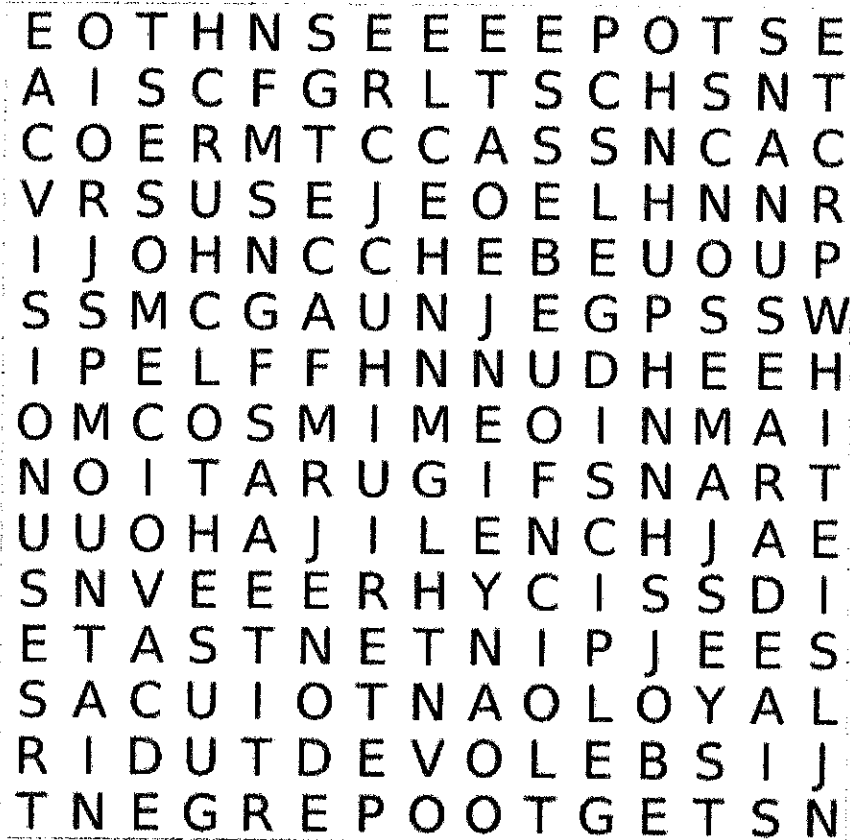 E O T H N S E E E E P O T S E
A I S C F G R L T S C H S N T
C O E R M T C C A S S N C A C
V R S U S E J E O E L H N N R
I J O H N C C H E B E U O U P
S S M C G A U N J E G P S S W
I P E L F F H N N U D H E E H
O M C O S M I M E O I N M A I
N O I T A R U G I F S N A R T
U U O H A J I L E N C H J A E
S N V E E E R H Y C I S S D I
E T A S T N E T N I P J E E S
S A C U I O T N A O L O Y A L
R I D U T D E V O L E B S I J
T N E G R E P O O T G E T S N